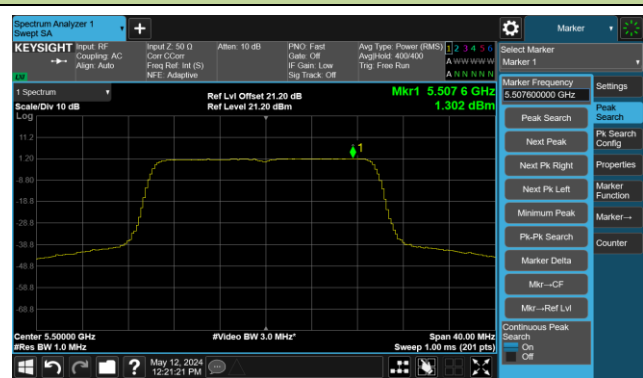 Spectrum Analyzer 1
Swept SA
+
Marker
KEYSIGHT
Input: RF
Coupling: AC
Align: Auto
Input Z: 50 Ω
Corr CCorr
Freq Ref: Int (S)
NFE: Adaptive
Atten: 10 dB
PNO: Fast
Gate: Off
IF Gain: Low
Sig Track: Off
Avg Type: Power (RMS)
Avg|Hold: 400/400
Trig: Free Run
1 2 3 4 5 6
A W W W W W
A N N N N N
LVI
1 Spectrum
Scale/Div 10 dB
Log
Ref Lvl Offset 21.20 dB
Ref Level 21.20 dBm
Mkr1 5.507 6 GHz
1.302 dBm
11.2
1.20
-8.80
-18.8
-28.8
-38.8
-48.8
-58.8
-68.8
1
Center 5.50000 GHz
#Res BW 1.0 MHz
#Video BW 3.0 MHz*
Span 40.00 MHz
Sweep 1.00 ms (201 pts)
?
May 12, 2024
12:21:21 PM
Select Marker
Marker 1
Marker Frequency
5.507600000 GHz
Peak Search
Next Peak
Next Pk Right
Next Pk Left
Minimum Peak
Pk-Pk Search
Marker Delta
Mkr→CF
Mkr→Ref Lvl
Continuous Peak
Search
On
Off
Settings
Peak
Search
Pk Search
Config
Properties
Marker
Function
Marker→
Counter